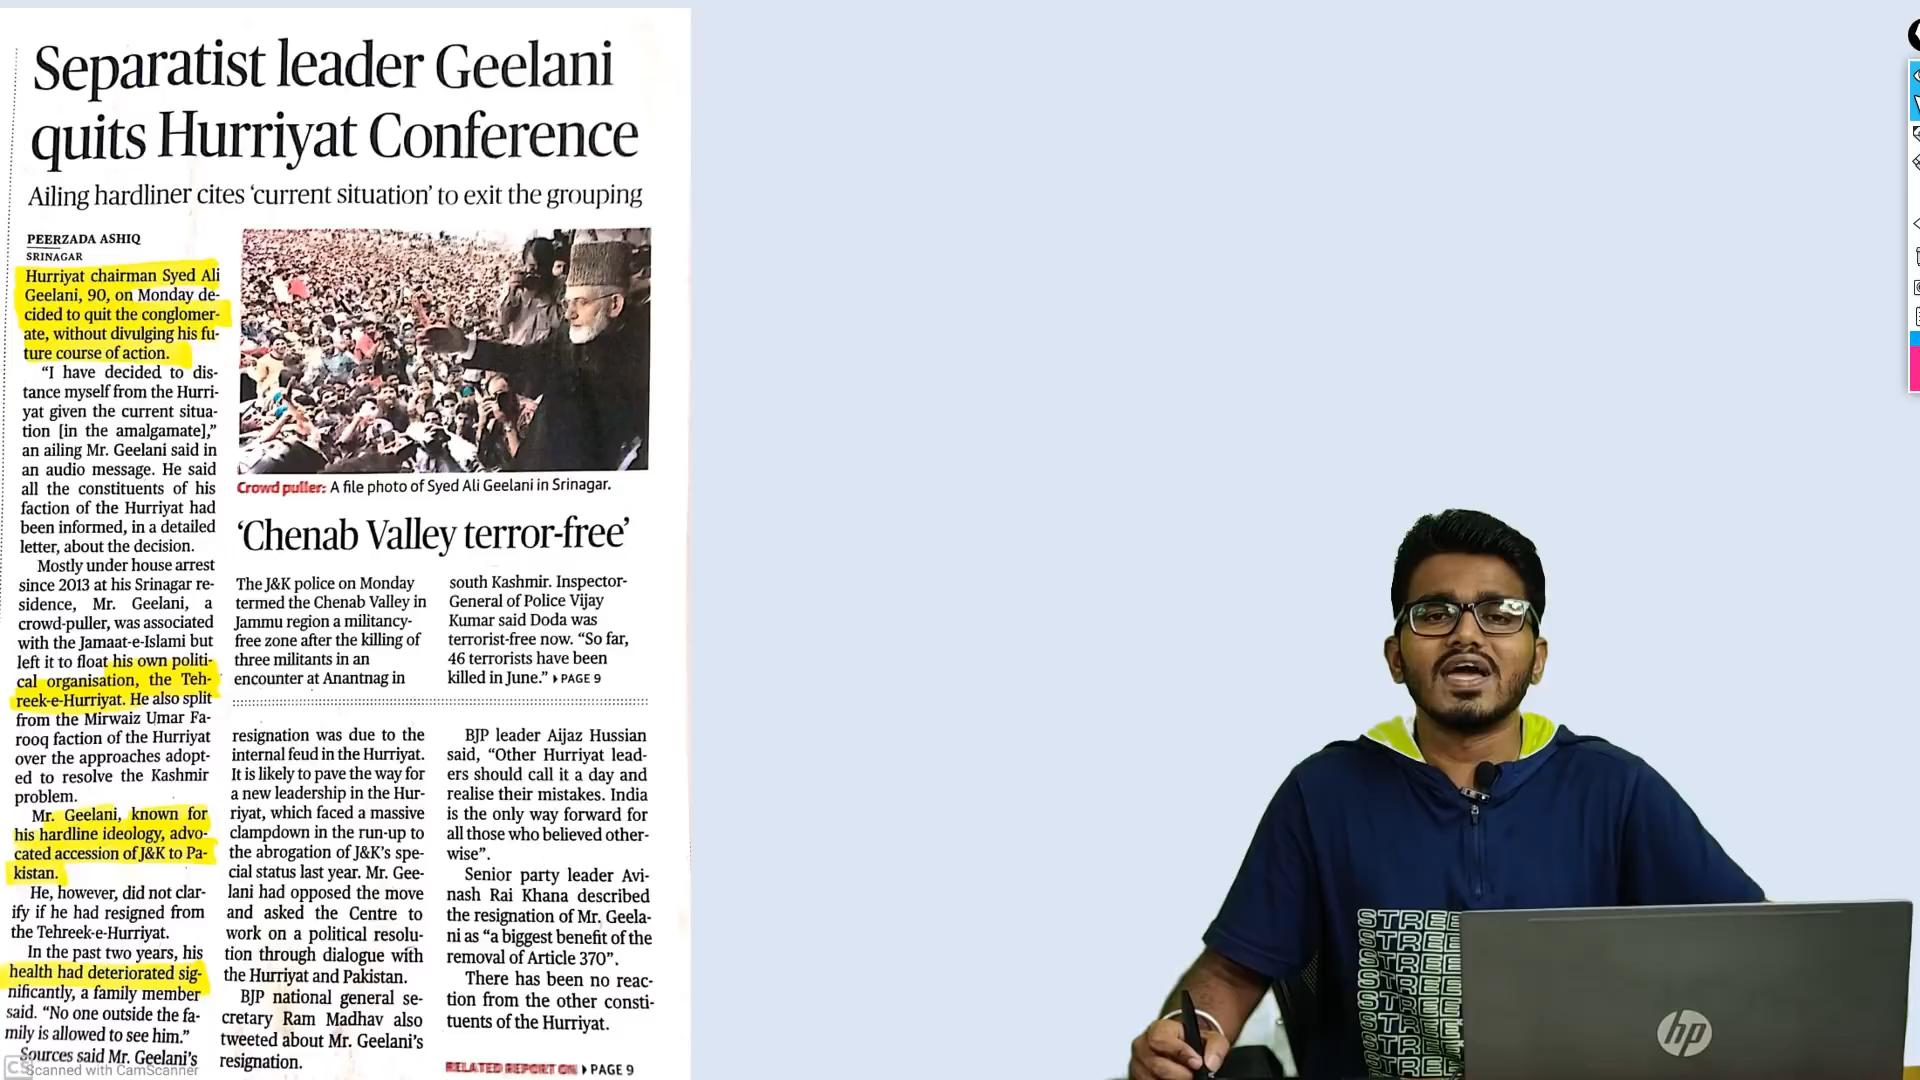 Separatist leader Geelani
quits Hurriyat Conference
Ailing hardliner cites ‘current situation’ to exit the grouping
PEERZADA ASHIQ
SRINAGAR
Hurriyat chairman Syed Ali
Geelani, 90, on Monday de-
cided to quit the conglomer-
ate, without divulging his fu-
ture course of action.
“I have decided to dis-
tance myself from the Hurri-
yat given the current situa-
tion [in the amalgamate],”
an ailing Mr. Geelani said in
an audio message. He said
all the constituents of his
faction of the Hurriyat had
been informed, in a detailed
letter, about the decision.
Mostly under house arrest
since 2013 at his Srinagar re-
sidence, Mr. Geelani, a
crowd-puller, was associated
with the Jamaat-e-Islami but
left it to float his own politi-
cal organisation, the Teh-
reek-e-Hurriyat. He also split
from the Mirwaiz Umar Fa-
rooq faction of the Hurriyat
over the approaches adopt-
ed to resolve the Kashmir
problem.
Mr. Geelani, known for
his hardline ideology, advo-
cated accession of J&K to Pa-
kistan.
He, however, did not clar-
ify if he had resigned from
the Tehreek-e-Hurriyat.
In the past two years, his
health had deteriorated sig-
nificantly, a family member
said. “No one outside the fa-
mily is allowed to see him.”
Sources said Mr. Geelani’s
Crowd puller: A file photo of Syed Ali Geelani in Srinagar.
‘Chenab Valley terror-free’
The J&K police on Monday
termed the Chenab Valley in
Jammu region a militancy-
free zone after the killing of
three militants in an
encounter at Anantnag in
south Kashmir. Inspector-
General of Police Vijay
Kumar said Doda was
terrorist-free now. “So far,
46 terrorists have been
killed in June.” PAGE 9
resignation was due to the
internal feud in the Hurriyat.
It is likely to pave the way for
a new leadership in the Hur-
riyat, which faced a massive
clampdown in the run-up to
the abrogation of J&K’s spe-
cial status last year. Mr. Gee-
lani had opposed the move
and asked the Centre to
work on a political resolu-
tion through dialogue with
the Hurriyat and Pakistan.
BJP national general se-
cretary Ram Madhav also
tweeted about Mr. Geelani’s
resignation.
BJP leader Aijaz Hussian
said, “Other Hurriyat lead-
ers should call it a day and
realise their mistakes. India
is the only way forward for
all those who believed other-
wise”.
Senior party leader Avi-
nash Rai Khana described
the resignation of Mr. Geela-
ni as “a biggest benefit of the
removal of Article 370”.
There has been no reac-
tion from the other consti-
tuents of the Hurriyat.
RELATED REPORT ON PAGE 9
CS Scanned with CamScanner
STREE
STREE
STREE
STREE
STREE
STREE
STREE
STREE
hp